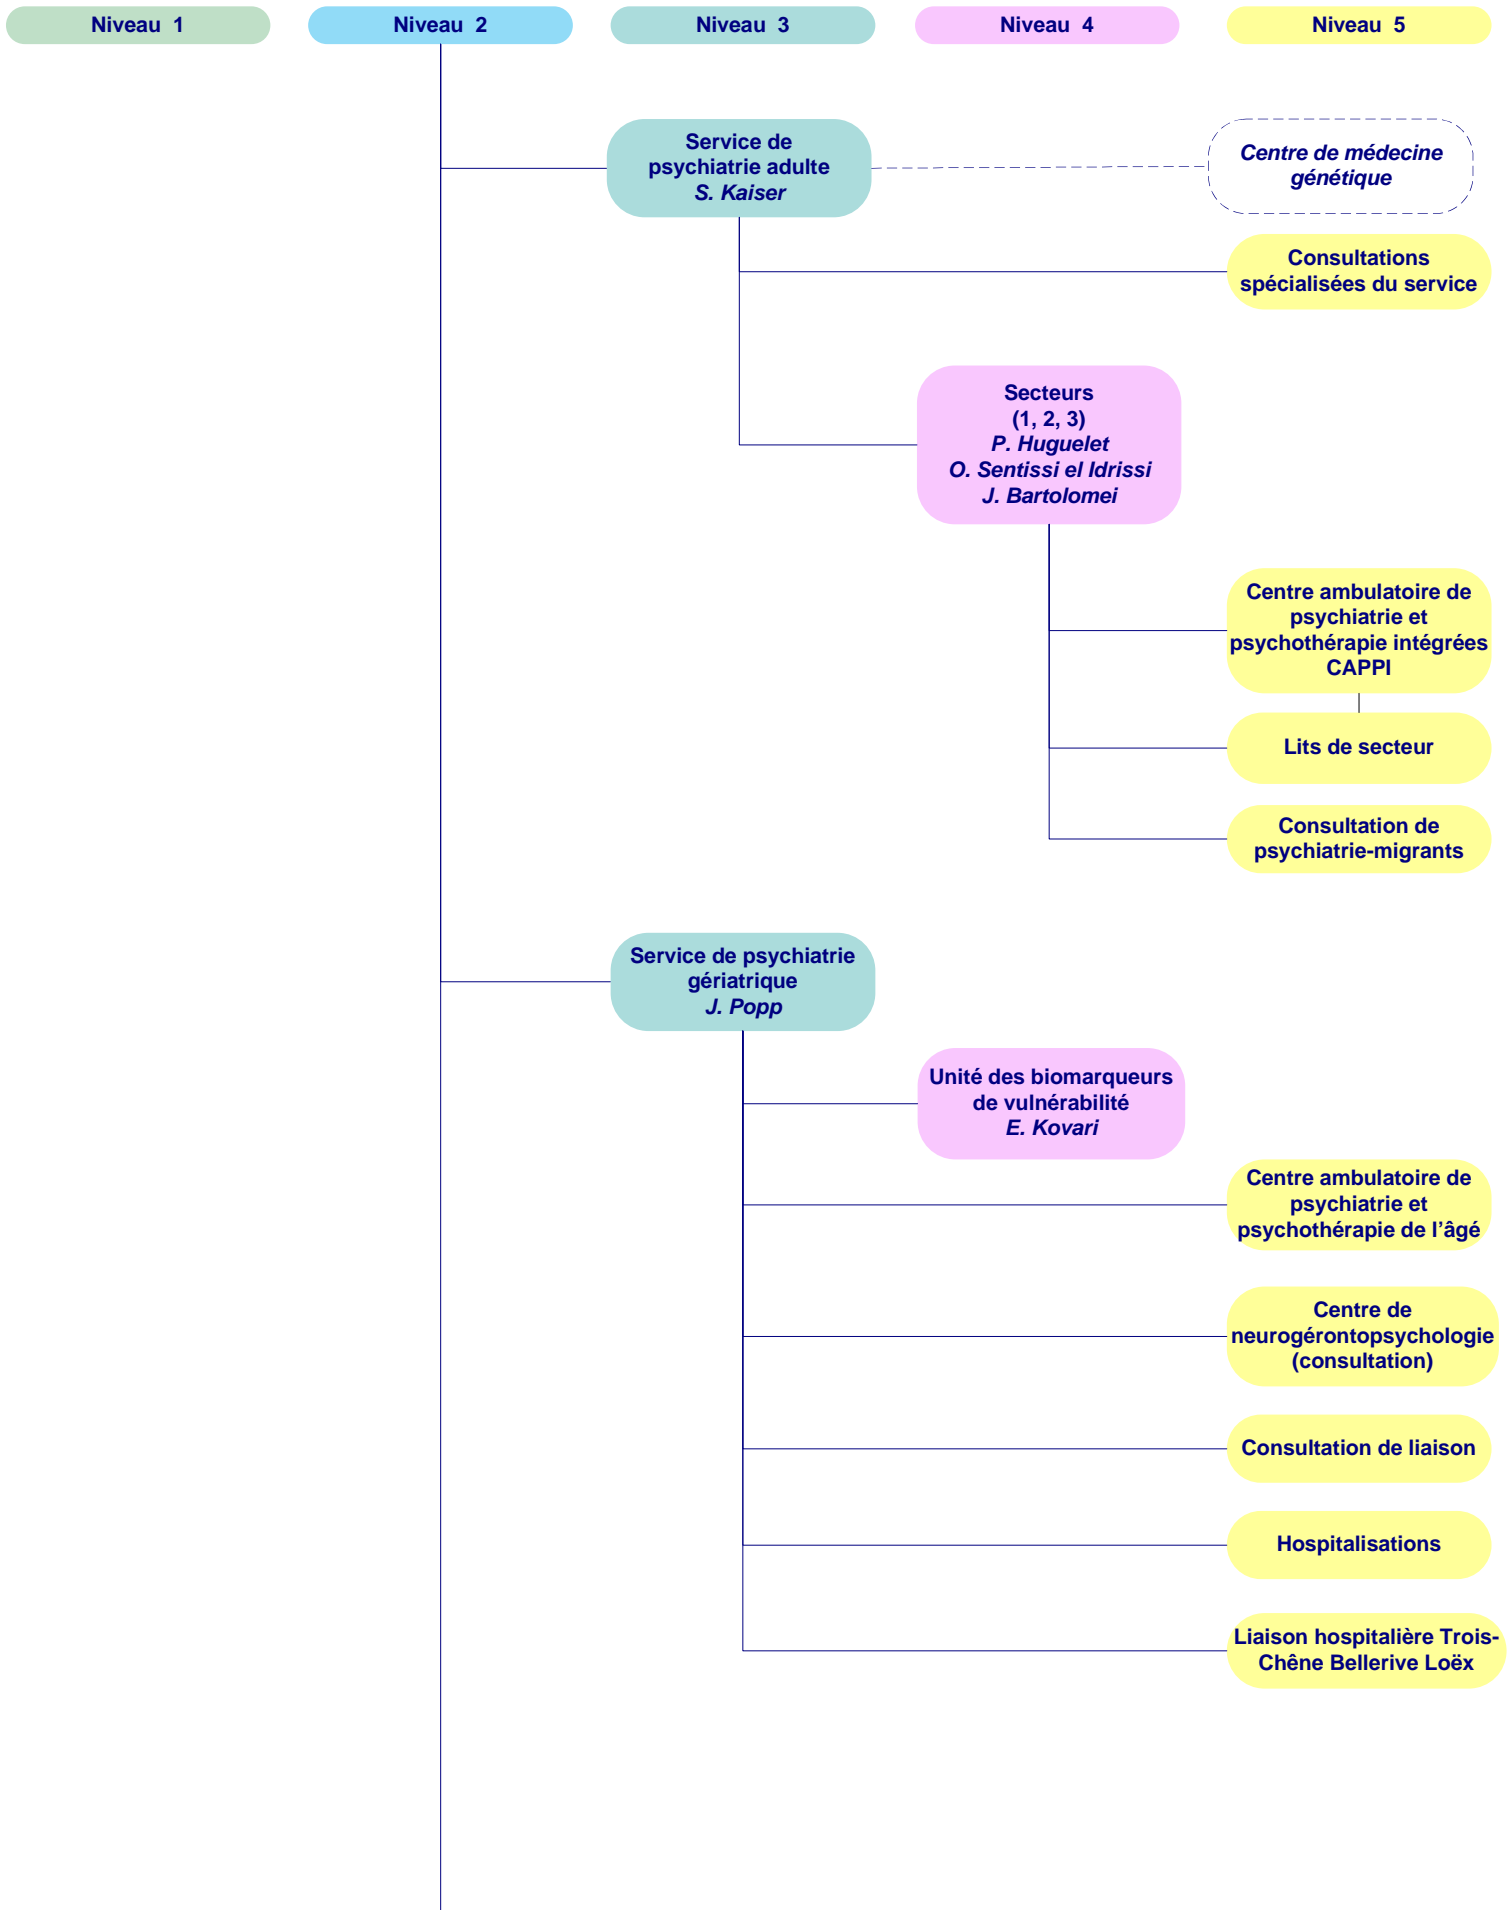 Niveau 1
Niveau 2
Niveau 3
Niveau 4
Niveau 5
Service de
psychiatrie adulte
S. Kaiser
Centre de médecine
génétique
Consultations
spécialisées du service
Secteurs
(1, 2, 3)
P. Huguelet
O. Sentissi el Idrissi
J. Bartolomei
Centre ambulatoire de
psychiatrie et
psychothérapie intégrées
CAPPI
Lits de secteur
Consultation de
psychiatrie-migrants
Service de psychiatrie
gériatrique
J. Popp
Unité des biomarqueurs
de vulnérabilité
E. Kovari
Centre ambulatoire de
psychiatrie et
psychothérapie de l’âgé
Centre de
neurogérontopsychologie
(consultation)
Consultation de liaison
Hospitalisations
Liaison hospitalière Trois-
Chêne Bellerive Loëx